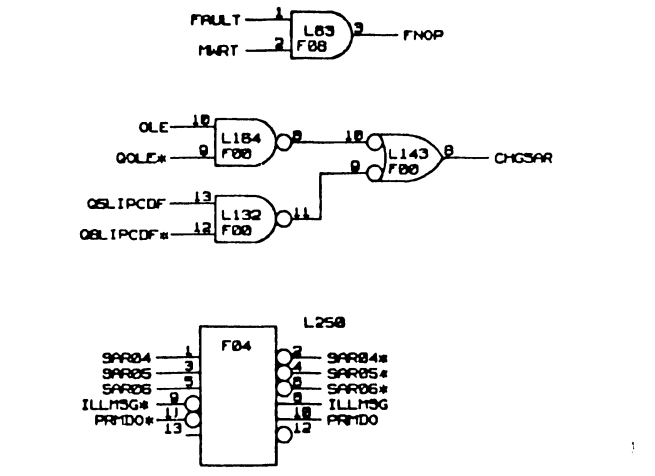 FAULT 1 L63 3 FNOP
MWRT 2 F08
OLE 10 L164 8 10 L143 8 CHGSAR
QOLE* 9 F00 9 F00
QSLIPCDF 13 L132 11
Q8LIPCDF* 12 F00
L250
F04
SAR04 1 2 SAR04*
SAR05 3 4 SAR05*
SAR06 5 6 SAR06*
ILLMSG* 9 8 ILLMSG
PRMDO* 11 10 PRMDO
13 12